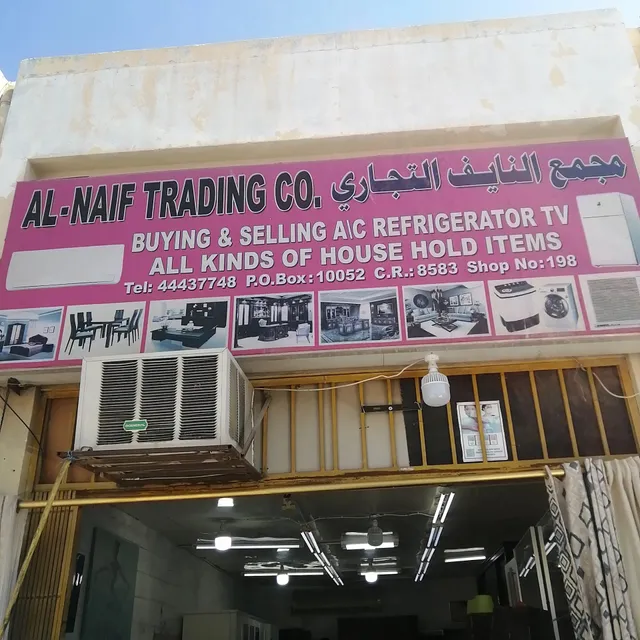 AL-NAIF TRADING CO. مجمع النايف التجاري
BUYING & SELLING A/C REFRIGERATOR TV
ALL KINDS OF HOUSE HOLD ITEMS
Tel: 44437748 P.O.Box: 10052 C.R.: 8583 Shop No: 198